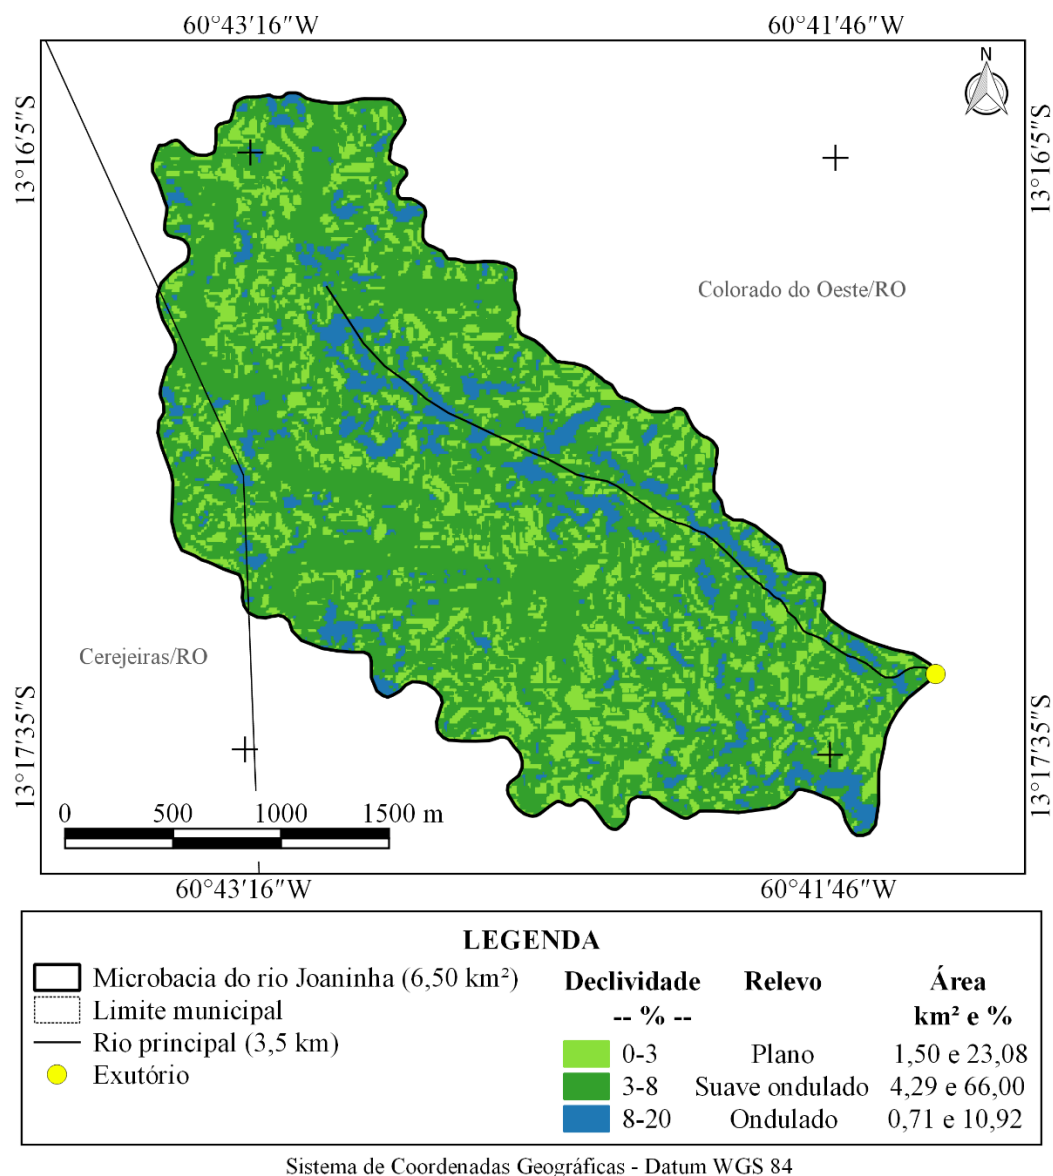 60°43'16"W 60°41'46"W
N
13°16'5"S 13°16'5"S
Colorado do Oeste/RO
Cerejeiras/RO
13°17'35"S 13°17'35"S
0 500 1000 1500 m
60°43'16"W 60°41'46"W
LEGENDA
Microbacia do rio Joaninha (6,50 km²)
Limite municipal
Rio principal (3,5 km)
Exutório
Declividade Relevo Área
-- % -- km² e %
0-3 Plano 1,50 e 23,08
3-8 Suave ondulado 4,29 e 66,00
8-20 Ondulado 0,71 e 10,92
Sistema de Coordenadas Geográficas - Datum WGS 84